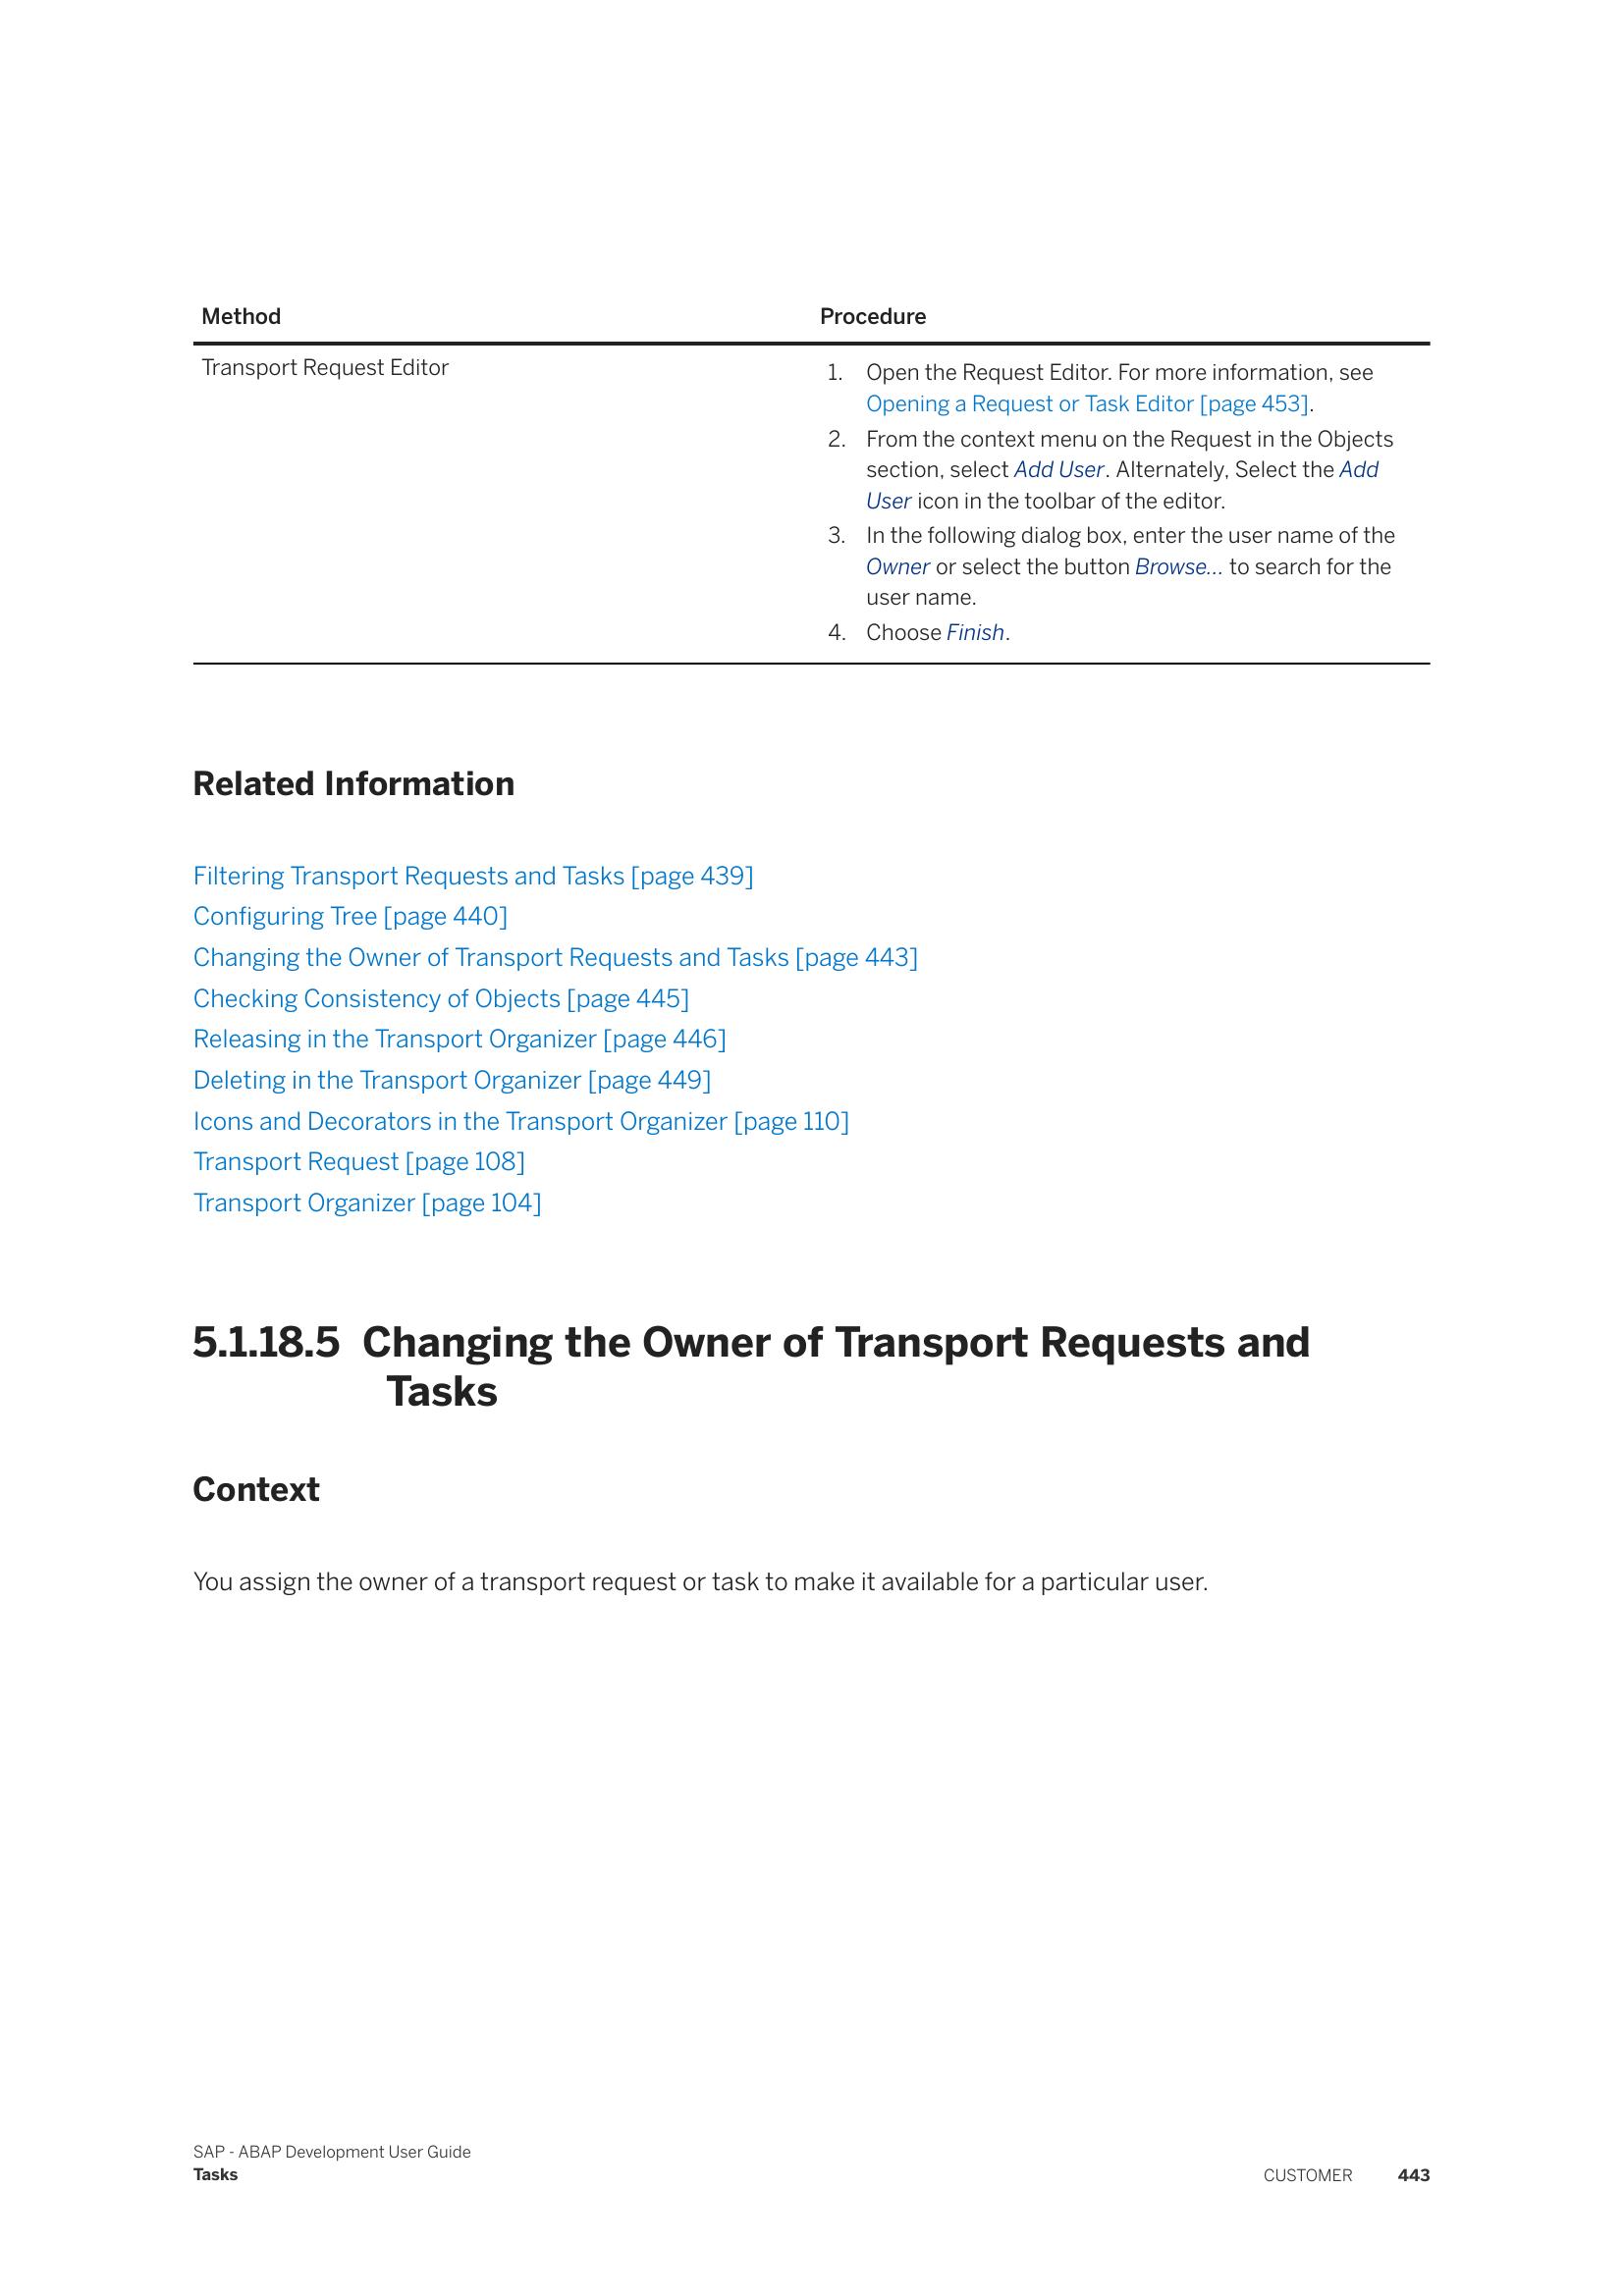 Method
Procedure
Transport Request Editor
1. Open the Request Editor. For more information, see
Opening a Request or Task Editor [page 453].
2. From the context menu on the Request in the Objects
section, select Add User. Alternately, Select the Add
User icon in the toolbar of the editor.
3. In the following dialog box, enter the user name of the
Owner or select the button Browse... to search for the
user name.
4. Choose Finish.
Related Information
Filtering Transport Requests and Tasks [page 439]
Configuring Tree [page 440]
Changing the Owner of Transport Requests and Tasks [page 443]
Checking Consistency of Objects [page 445]
Releasing in the Transport Organizer [page 446]
Deleting in the Transport Organizer [page 449]
Icons and Decorators in the Transport Organizer [page 110]
Transport Request [page 108]
Transport Organizer [page 104]
5.1.18.5 Changing the Owner of Transport Requests and
Tasks
Context
You assign the owner of a transport request or task to make it available for a particular user.
SAP - ABAP Development User Guide
Tasks
CUSTOMER 443